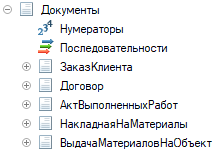 Документы
Нумераторы
Последовательности
ЗаказКлиента
Договор
АктВыполненныхРабот
НакладнаяНаМатериалы
ВыдачаМатериаловНаОбъект